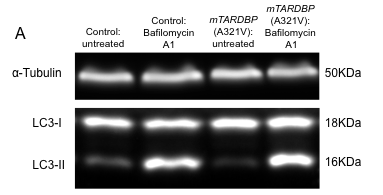 A
Control:
untreated
Control:
Bafilomycin
A1
mTARDBP
(A321V):
untreated
mTARDBP
(A321V):
Bafilomycin
A1
α-Tubulin
50KDa
LC3-I
18KDa
LC3-II
16KDa